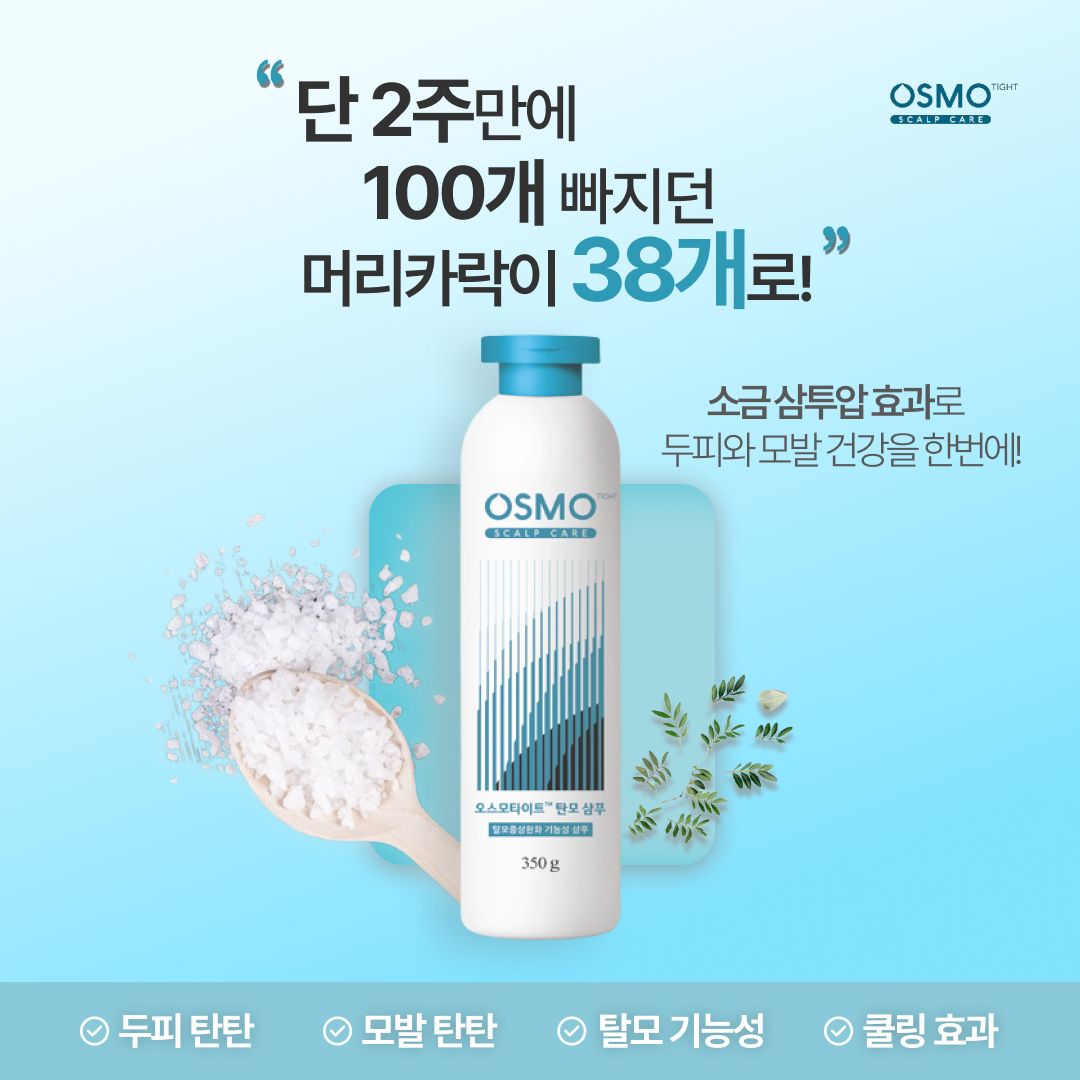 “단 2주만에
100개 빠지던
머리카락이 38개로!”
OSMO TIGHT
SCALP CARE
소금 삼투압 효과로
두피와 모발 건강을 한번에!
OSMO TIGHT
SCALP CARE
오스모타이트™ 탄모 샴푸
탈모증상완화 기능성 샴푸
350 g
두피 탄탄
모발 탄탄
탈모 기능성
쿨링 효과